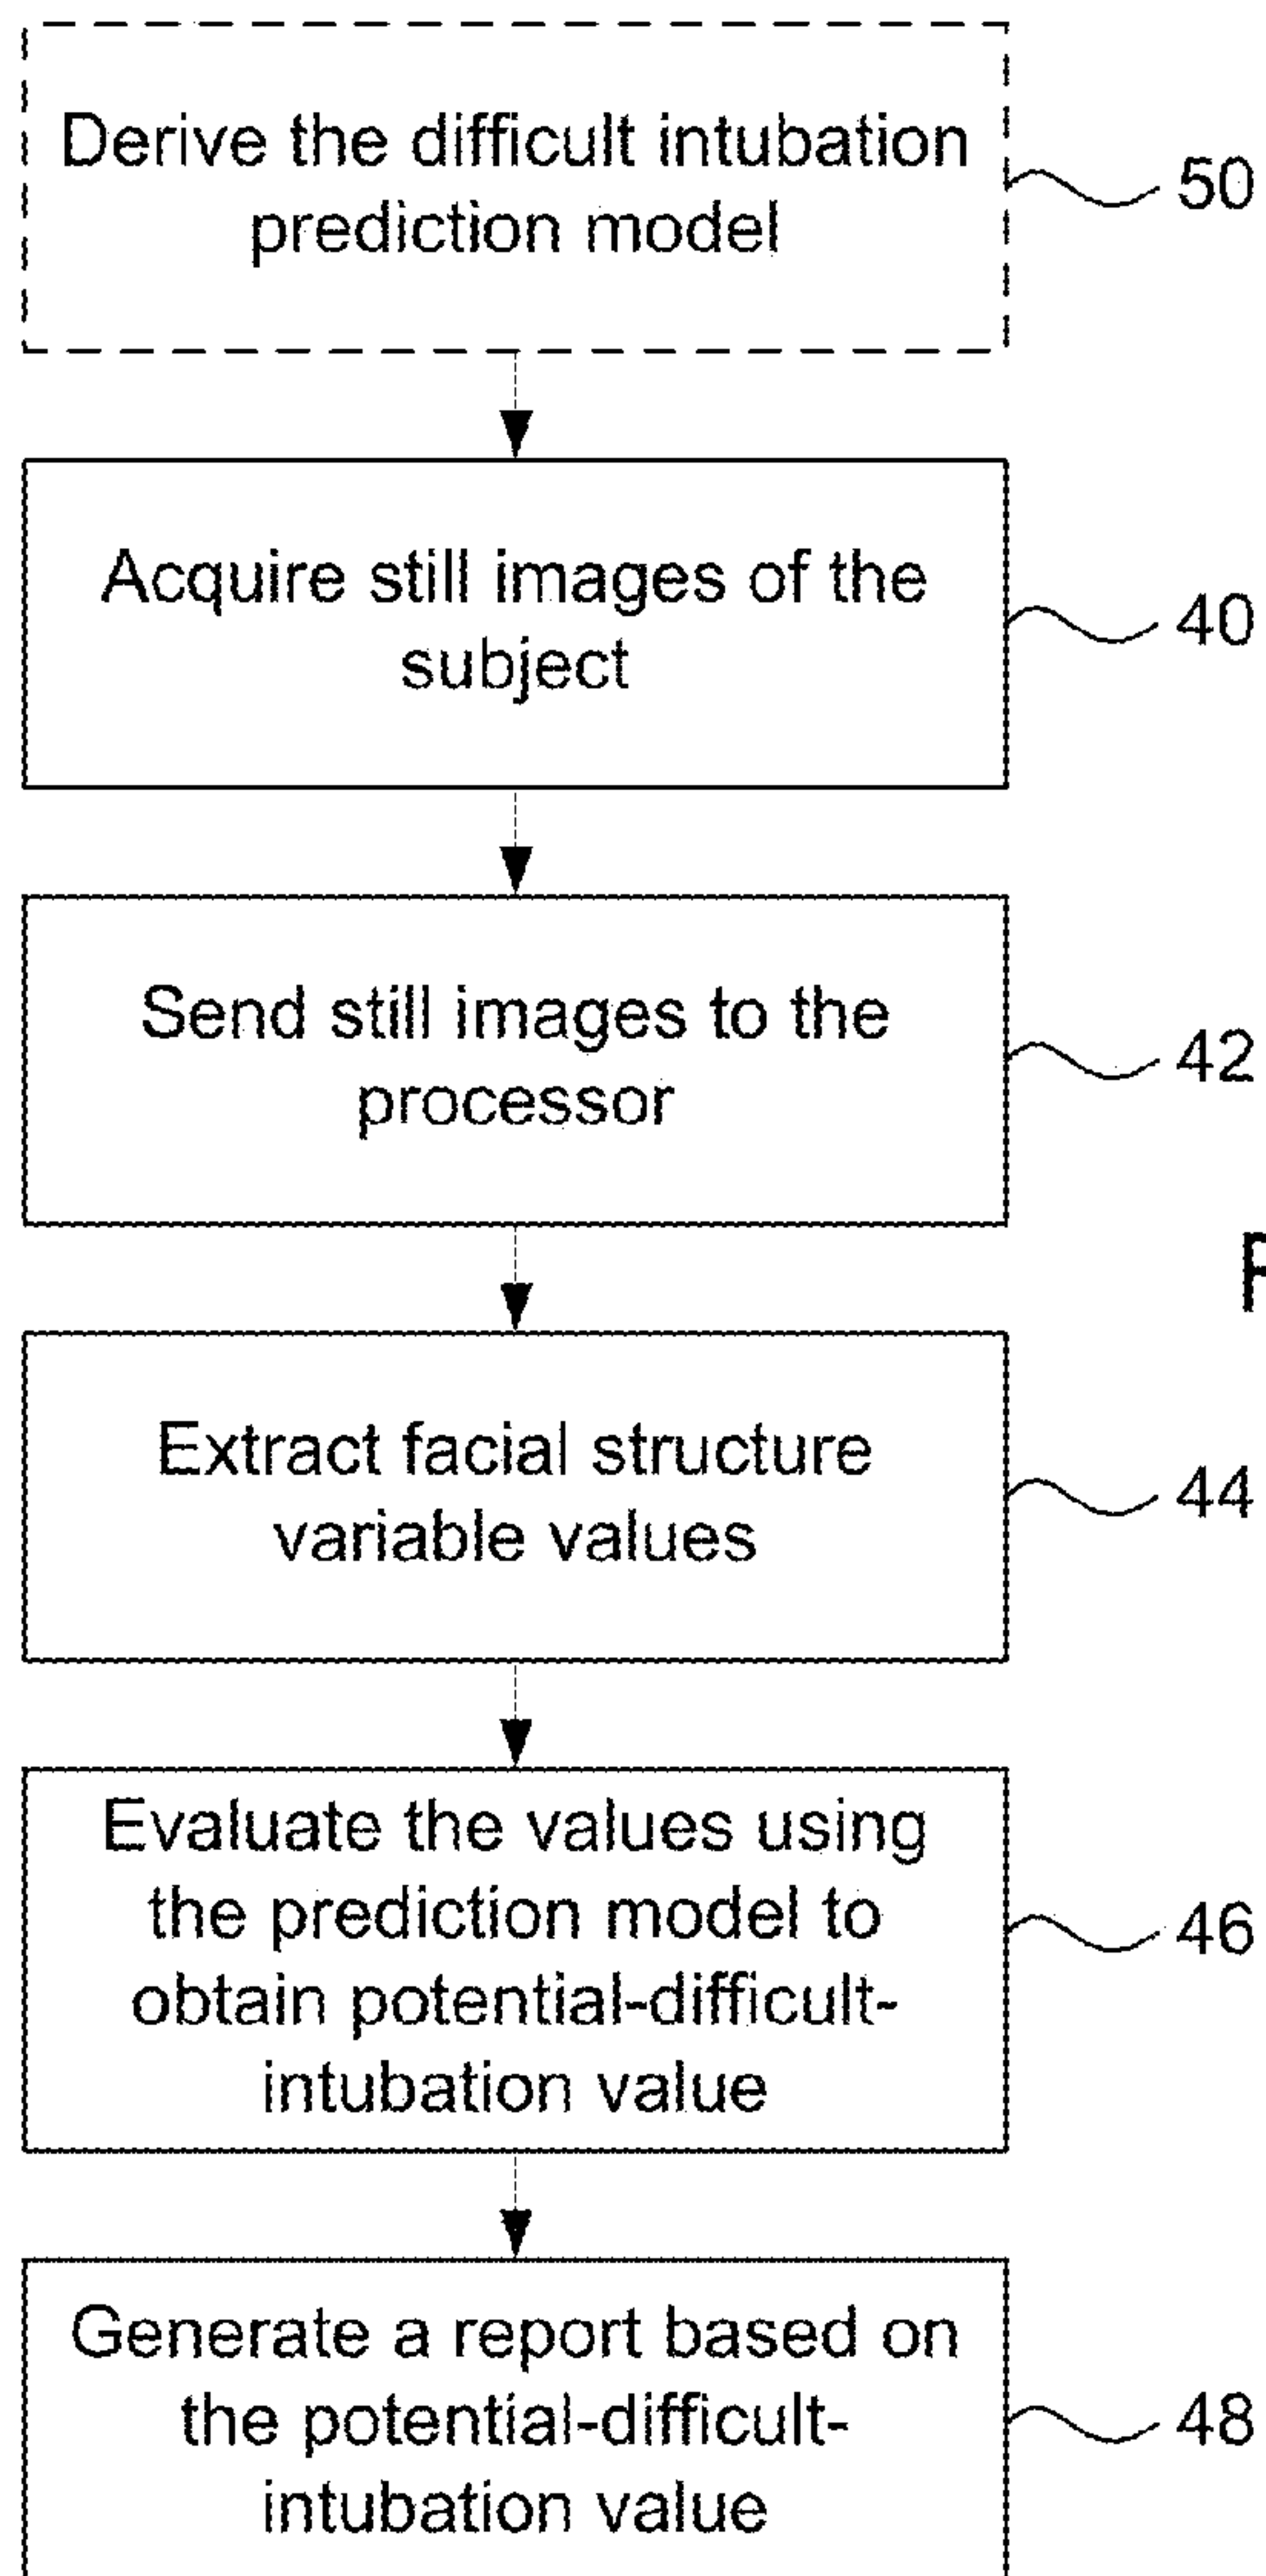 Derive the difficult intubation
prediction model
50
Acquire still images of the
subject
40
Send still images to the
processor
42
Extract facial structure
variable values
44
Evaluate the values using
the prediction model to
obtain potential-difficult-
intubation value
46
Generate a report based on
the potential-difficult-
intubation value
48